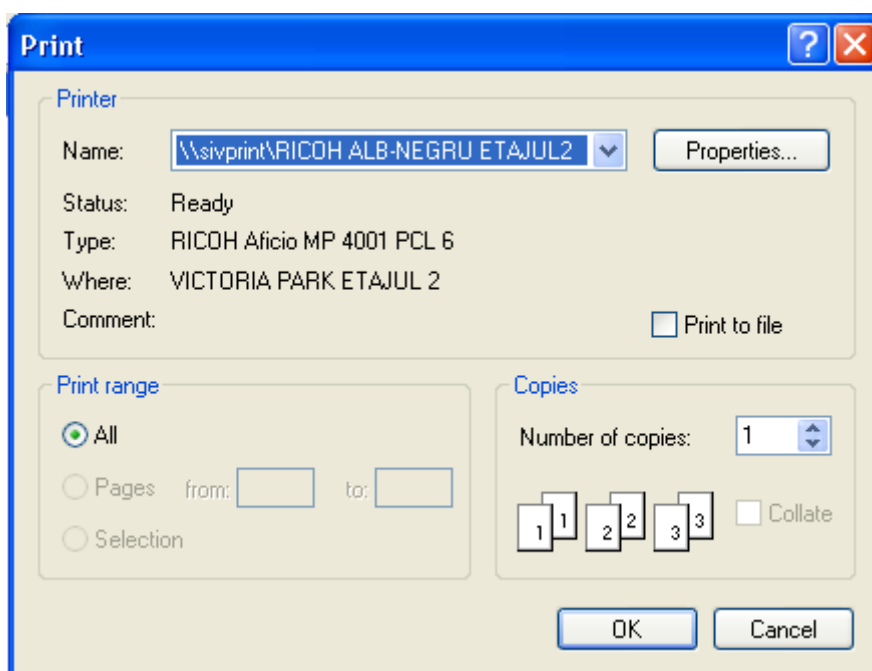 Print
Printer
Name: \\sivprint\RICOH ALB-NEGRU ETAJUL2 Properties...
Status: Ready
Type: RICOH Aficio MP 4001 PCL 6
Where: VICTORIA PARK ETAJUL 2
Comment:
Print to file
Print range
All
Pages from: to:
Selection
Copies
Number of copies: 1
1 1 2 2 3 3 Collate
OK Cancel